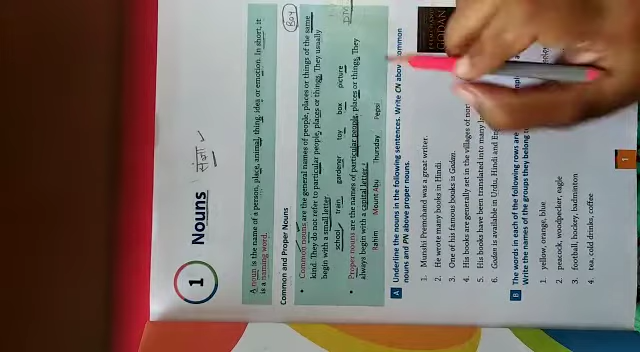 1 Nouns संज्ञा
A noun is the name of a person, place, animal, thing, idea or emotion. In short, it
is a naming word.
Boy
Common and Proper Nouns
• Common nouns are the general names of people, places or things of the same
kind. They do not refer to particular people, places or things. They usually
begin with a small letter.
school train gardener toy box picture
• Proper nouns are the names of particular people, places or things. They
always begin with a capital letter.
Rahim Mount Abu Thursday Pepsi
A Underline the nouns in the following sentences. Write CN above common
nouns and PN above proper nouns.
1. Munshi Premchand was a great writer.
2. He wrote many books in Hindi.
3. One of his famous books is Godan.
4. His books are generally set in the villages of
5. His books have been translated into many
6. Godan is available in Urdu, Hindi and
GODAN
B The words in each of the following rows are
Write the names of the groups they belong to
1. yellow, orange, blue
2. peacock, woodpecker, eagle
3. football, hockey, badminton
4. tea, cold drinks, coffee
1